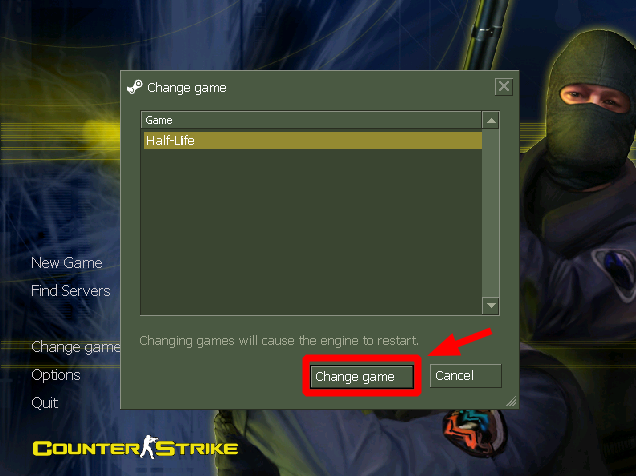 Change game
Game
Half-Life
New Game
Find Servers
Changing games will cause the engine to restart.
Change game
Options
Quit
Change game
Cancel
COUNTER STRIKE